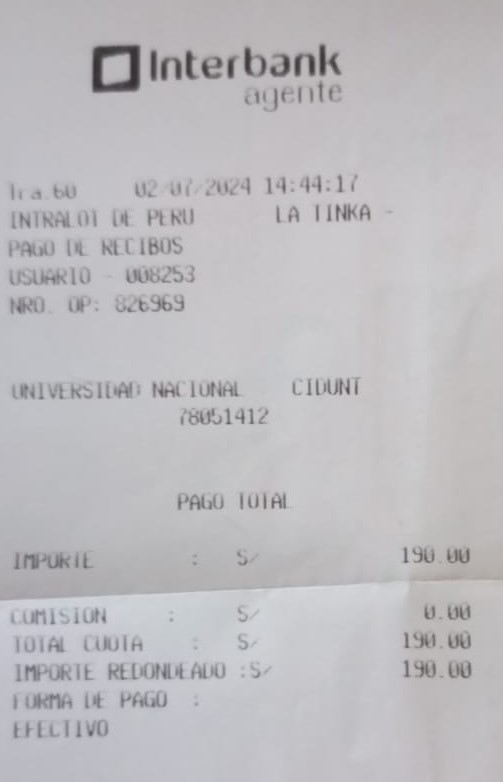 Interbank
agente
Tra.60 02/07/2024 14:44:17
INTRALOT DE PERU LA TINKA -
PAGO DE RECIBOS
USUARIO - 008253
NRO. OP: 826969
UNIVERSIDAD NACIONAL CIDUNT
78051412
PAGO TOTAL
IMPORTE : S/ 190.00
COMISION : S/ 0.00
TOTAL CUOTA : S/ 190.00
IMPORTE REDONDEADO :S/ 190.00
FORMA DE PAGO :
EFECTIVO